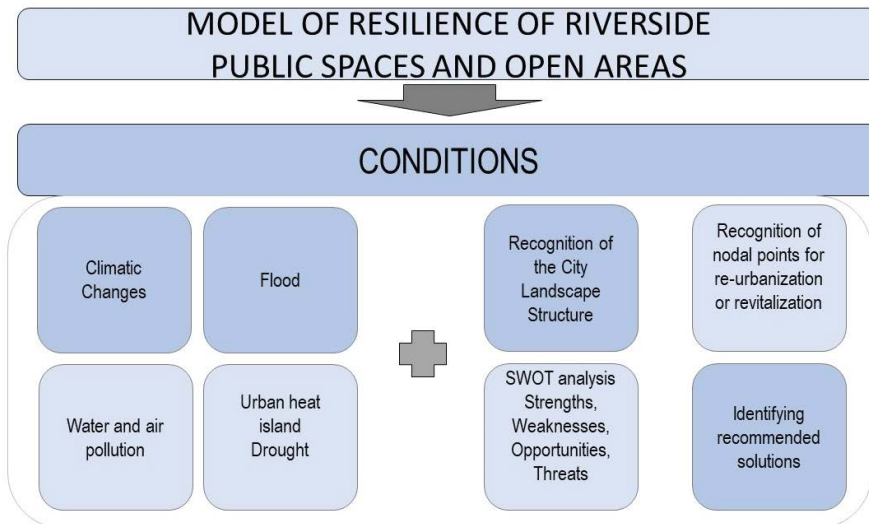 MODEL OF RESILIENCE OF RIVERSIDE
PUBLIC SPACES AND OPEN AREAS
CONDITIONS
Climatic
Changes
Flood
Recognition of
the City
Landscape
Structure
Recognition of
nodal points for
re-urbanization
or revitalization
Water and air
pollution
Urban heat
island
Drought
SWOT analysis
Strengths,
Weaknesses,
Opportunities,
Threats
Identifying
recommended
solutions